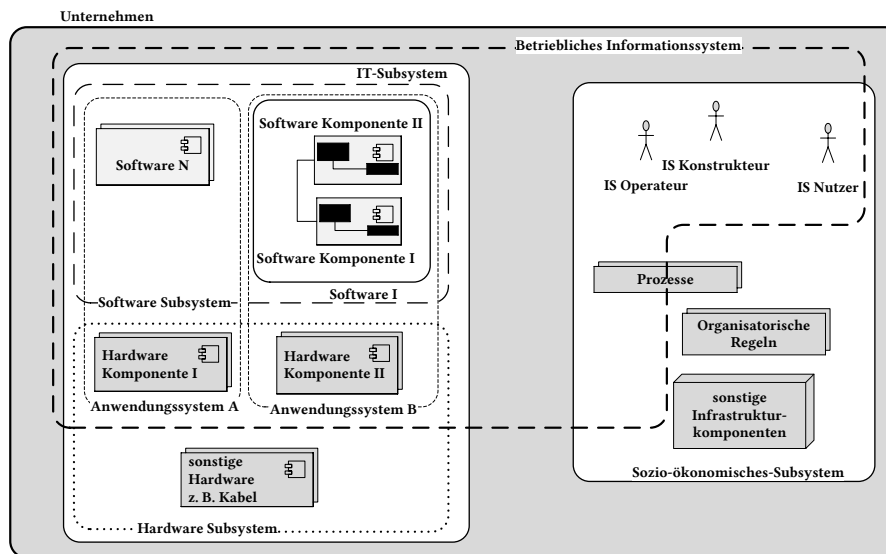 Unternehmen
Betriebliches Informationssystem
IT-Subsystem
Software Komponente II
Software N
Software Komponente I
Software I
Software Subsystem
Hardware
Komponente I
Hardware
Komponente II
Anwendungssystem A
Anwendungssystem B
sonstige
Hardware
z. B. Kabel
Hardware Subsystem
IS Konstrukteur
IS Operateur
IS Nutzer
Prozesse
Organisatorische
Regeln
sonstige
Infrastruktur-
komponenten
Sozio-ökonomisches-Subsystem